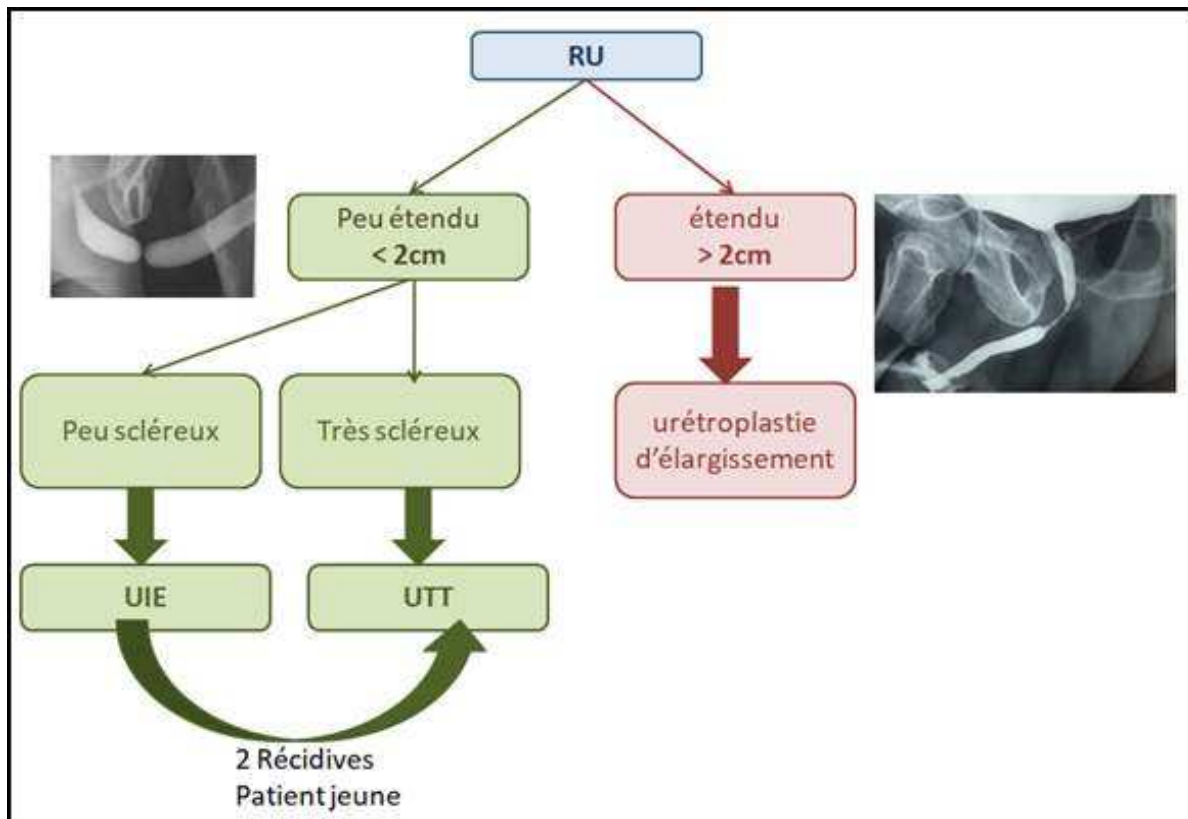 RU
Peu étendu
< 2cm
étendu
> 2cm
Peu scléreux
Très scléreux
urétroplastie
d'élargissement
UIE
UTT
2 Récidives
Patient jeune